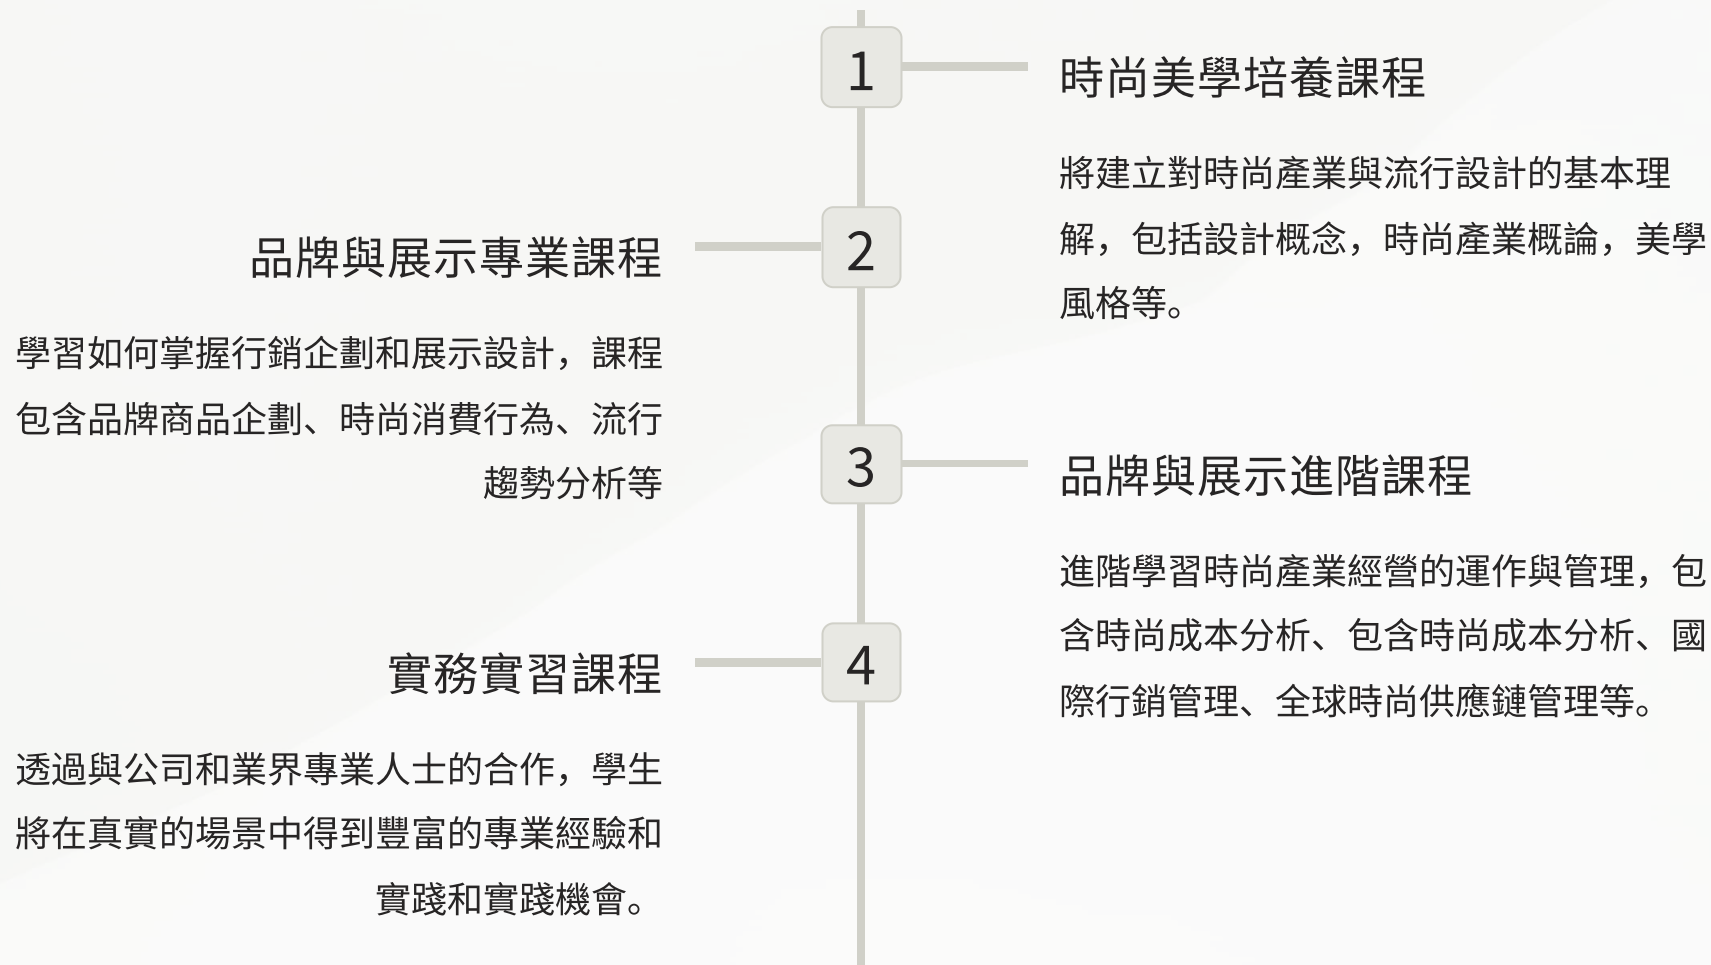 1
時尚美學培養課程
將建立對時尚產業與流行設計的基本理
解，包括設計概念，時尚產業概論，美學
風格等。
2
品牌與展示專業課程
學習如何掌握行銷企劃和展示設計，課程
包含品牌商品企劃、時尚消費行為、流行
趨勢分析等
3
品牌與展示進階課程
進階學習時尚產業經營的運作與管理，包
含時尚成本分析、包含時尚成本分析、國
際行銷管理、全球時尚供應鏈管理等。
4
實務實習課程
透過與公司和業界專業人士的合作，學生
將在真實的場景中得到豐富的專業經驗和
實踐和實踐機會。